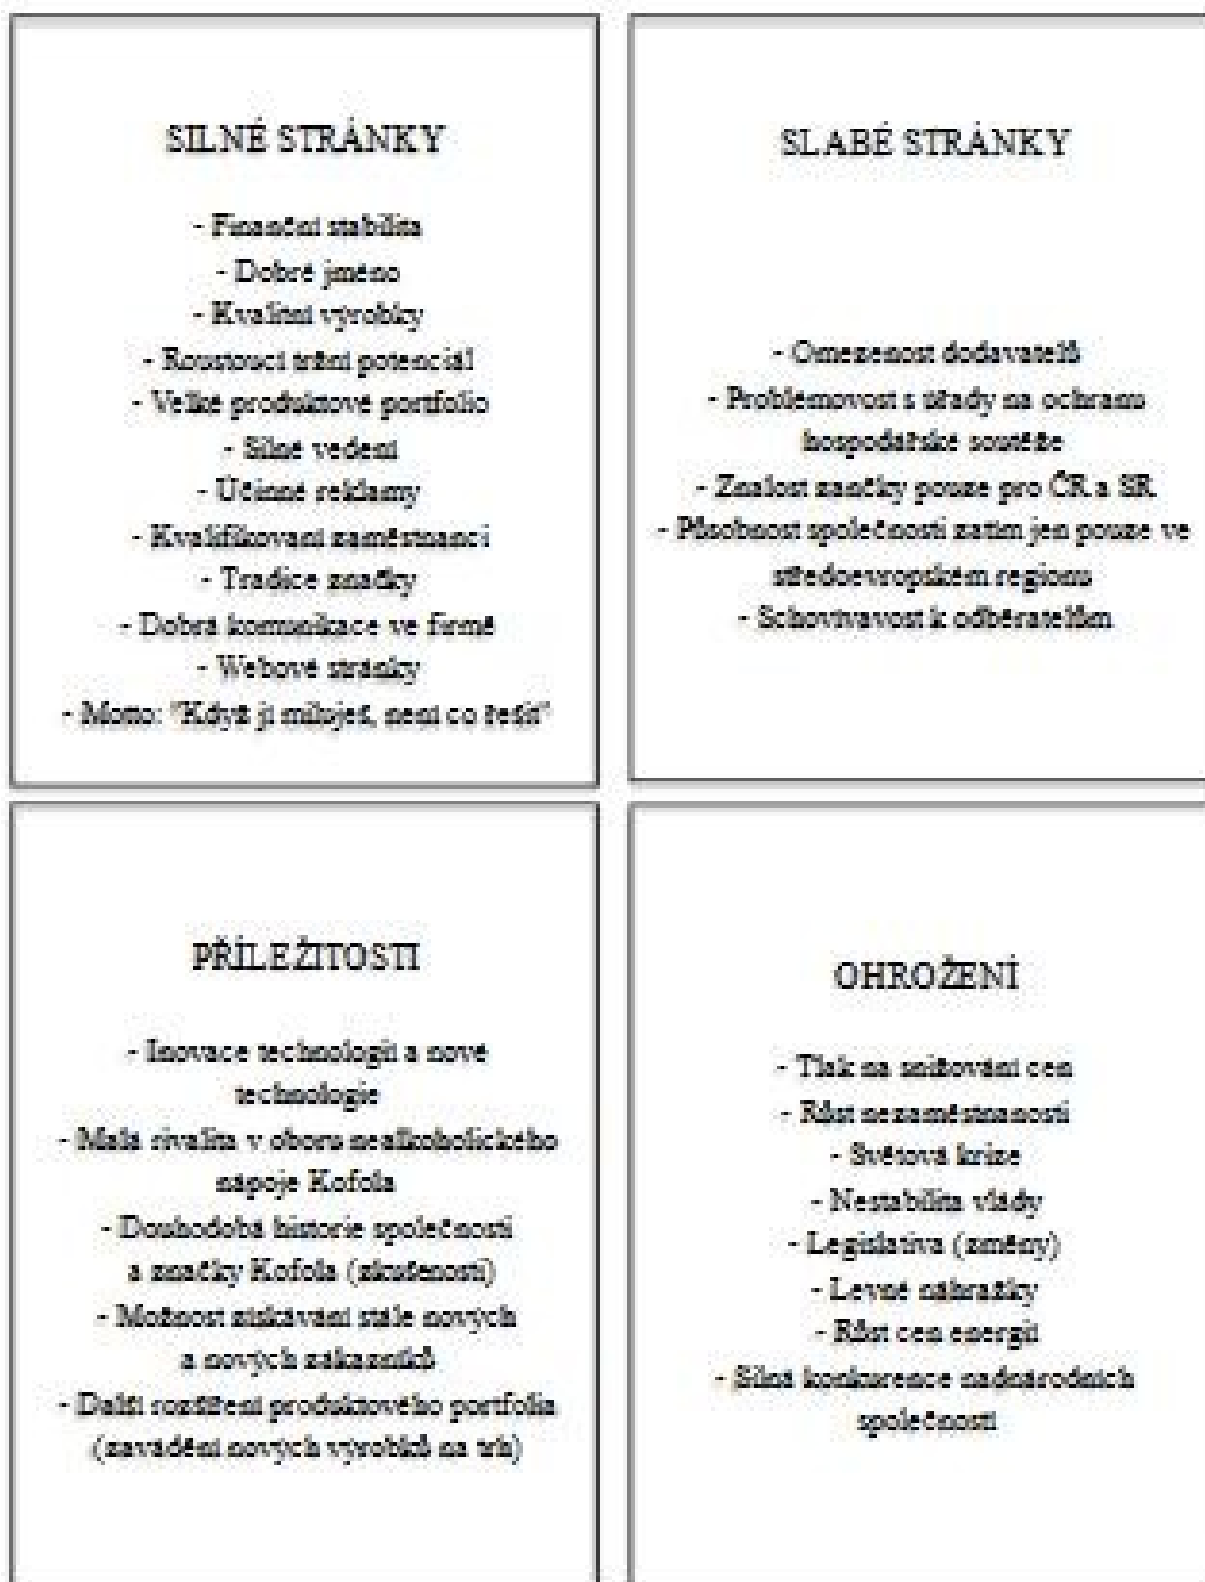 SILNÉ STRÁNKY
- Finanční stabilita
- Dobré jméno
- Kvalitní výrobky
- Roustoucí tržní potenciál
- Velké produktové portfolio
- Silné vedení
- Účinné reklamy
- Kvalifikovaní zaměstnanci
- Tradice značky
- Dobrá komunikace ve firmě
- Webové stránky
- Motto: "Když ji miluješ, není co řešit"
SLABÉ STRÁNKY
- Omezenost dodavatelů
- Problémovost s úřady na ochranu
hospodářské soutěže
- Znalost značky pouze pro ČR a SR
- Působnost společnosti zatím jen pouze ve
středoevropském regionu
- Schovívavost k odběratelům
PŘÍLEŽITOSTI
- Inovace technologií a nové
technologie
- Malá rivalita v oboru nealkoholického
nápoje Kofola
- Douhodobá historie společnosti
a značky Kofola (zkušenosti)
- Možnost získávání stále nových
a nových zákazníků
- Další rozšíření produktového portfolia
(zavádění nových výrobků na trh)
OHROŽENÍ
- Tlak na snižování cen
- Růst nezaměstnanosti
- Světová krize
- Nestabilita vlády
- Legislativa (změny)
- Levné náhražky
- Růst cen energií
- Silná konkurence nadnárodních
společností